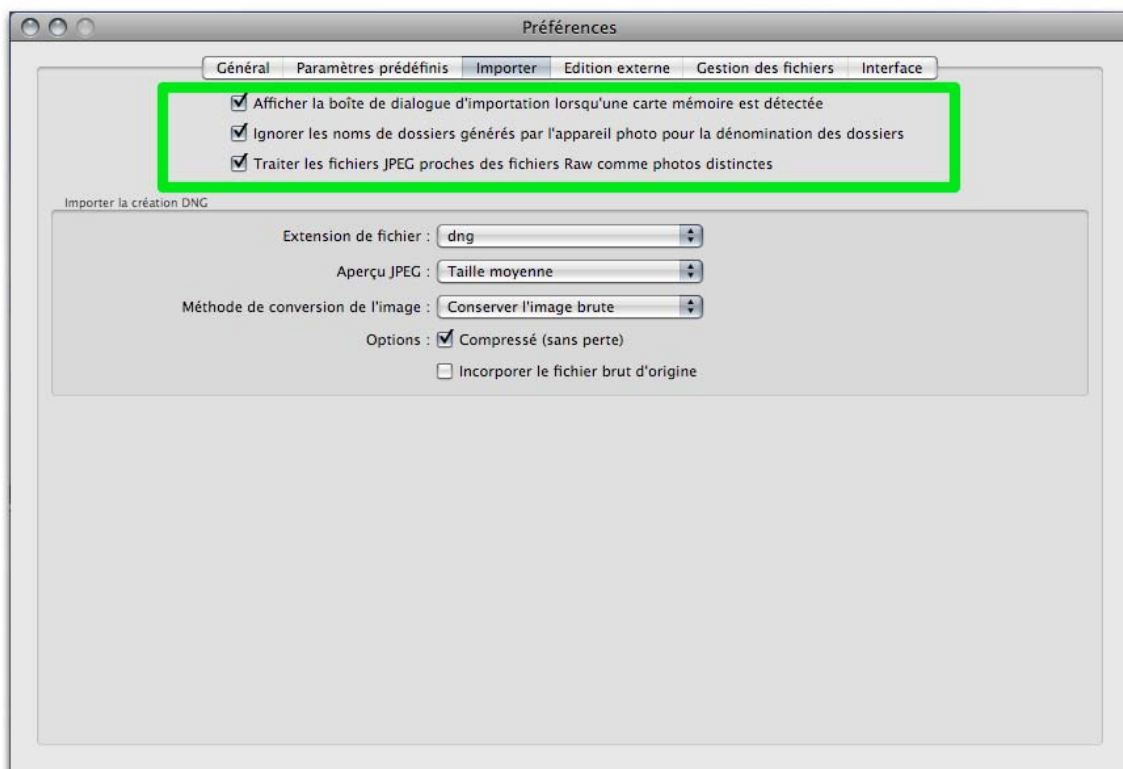 Préférences
Général Paramètres prédéfinis Importer Edition externe Gestion des fichiers Interface
Afficher la boîte de dialogue d'importation lorsqu'une carte mémoire est détectée
Ignorer les noms de dossiers générés par l'appareil photo pour la dénomination des dossiers
Traiter les fichiers JPEG proches des fichiers Raw comme photos distinctes
Importer la création DNG
Extension de fichier : dng
Aperçu JPEG : Taille moyenne
Méthode de conversion de l'image : Conserver l'image brute
Options : Compressé (sans perte)
Incorporer le fichier brut d'origine